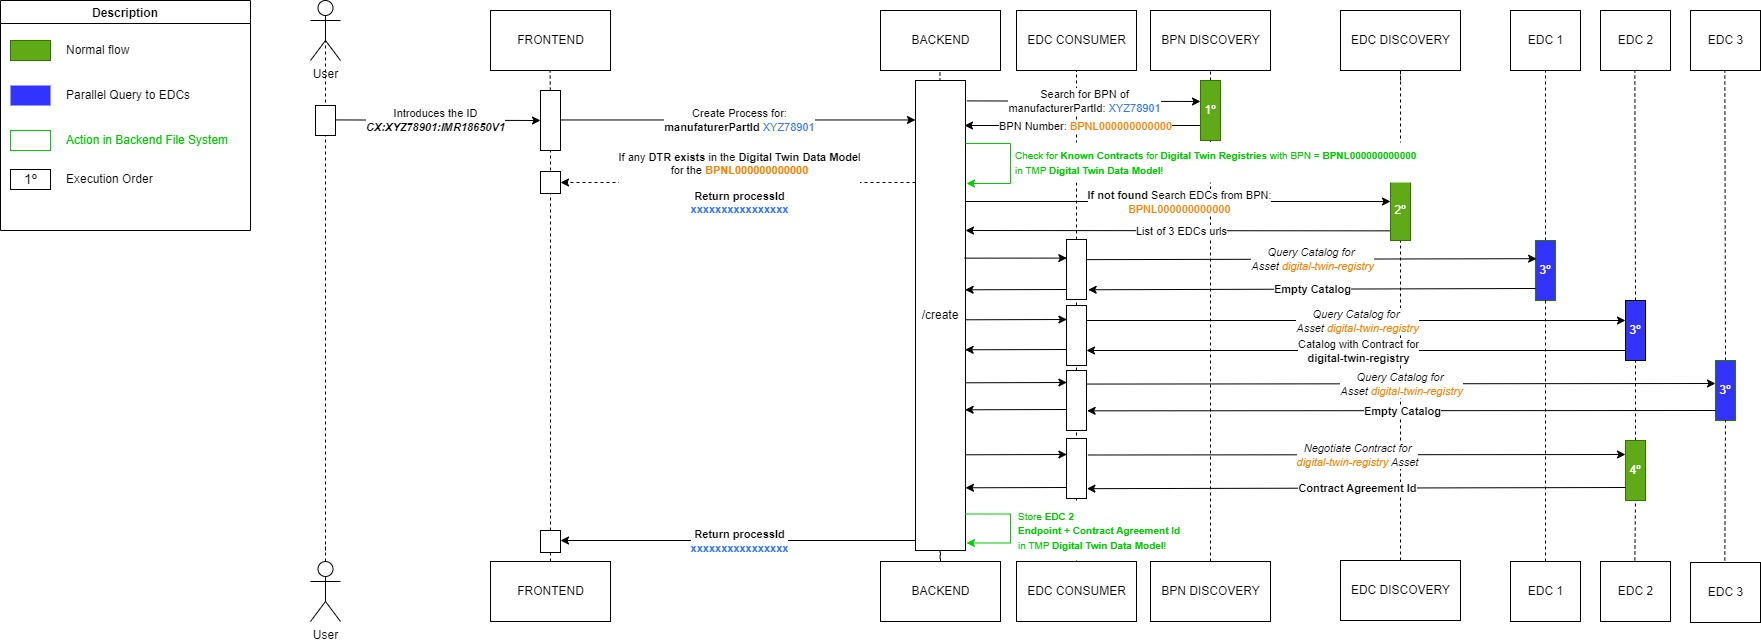 Description
Normal flow
Parallel Query to EDCs
Action in Backend File System
1º
Execution Order
User
FRONTEND
BACKEND
EDC CONSUMER
BPN DISCOVERY
EDC DISCOVERY
EDC 1
EDC 2
EDC 3
Introduces the ID
CX:XYZ78901:IMR18650V1
Create Process for:
manufaturerPartId XYZ78901
Search for BPN of
manufacturerPartId: XYZ78901
1º
BPN Number: BPNL000000000000
If any DTR exists in the Digital Twin Data Model
for the BPNL000000000000
Return processId
xxxxxxxxxxxxxxxx
Check for Known Contracts for Digital Twin Registries with BPN = BPNL000000000000
in TMP Digital Twin Data Model!
If not found Search EDCs from BPN:
BPNL000000000000
2º
List of 3 EDCs urls
Query Catalog for
Asset digital-twin-registry
3º
Empty Catalog
/create
Query Catalog for
Asset digital-twin-registry
3º
Catalog with Contract for
digital-twin-registry
Query Catalog for
Asset digital-twin-registry
3º
Empty Catalog
Negotiate Contract for
digital-twin-registry Asset
4º
Contract Agreement Id
Store EDC 2
Endpoint + Contract Agreement Id
in TMP Digital Twin Data Model!
Return processId
xxxxxxxxxxxxxxxx
User
FRONTEND
BACKEND
EDC CONSUMER
BPN DISCOVERY
EDC DISCOVERY
EDC 1
EDC 2
EDC 3